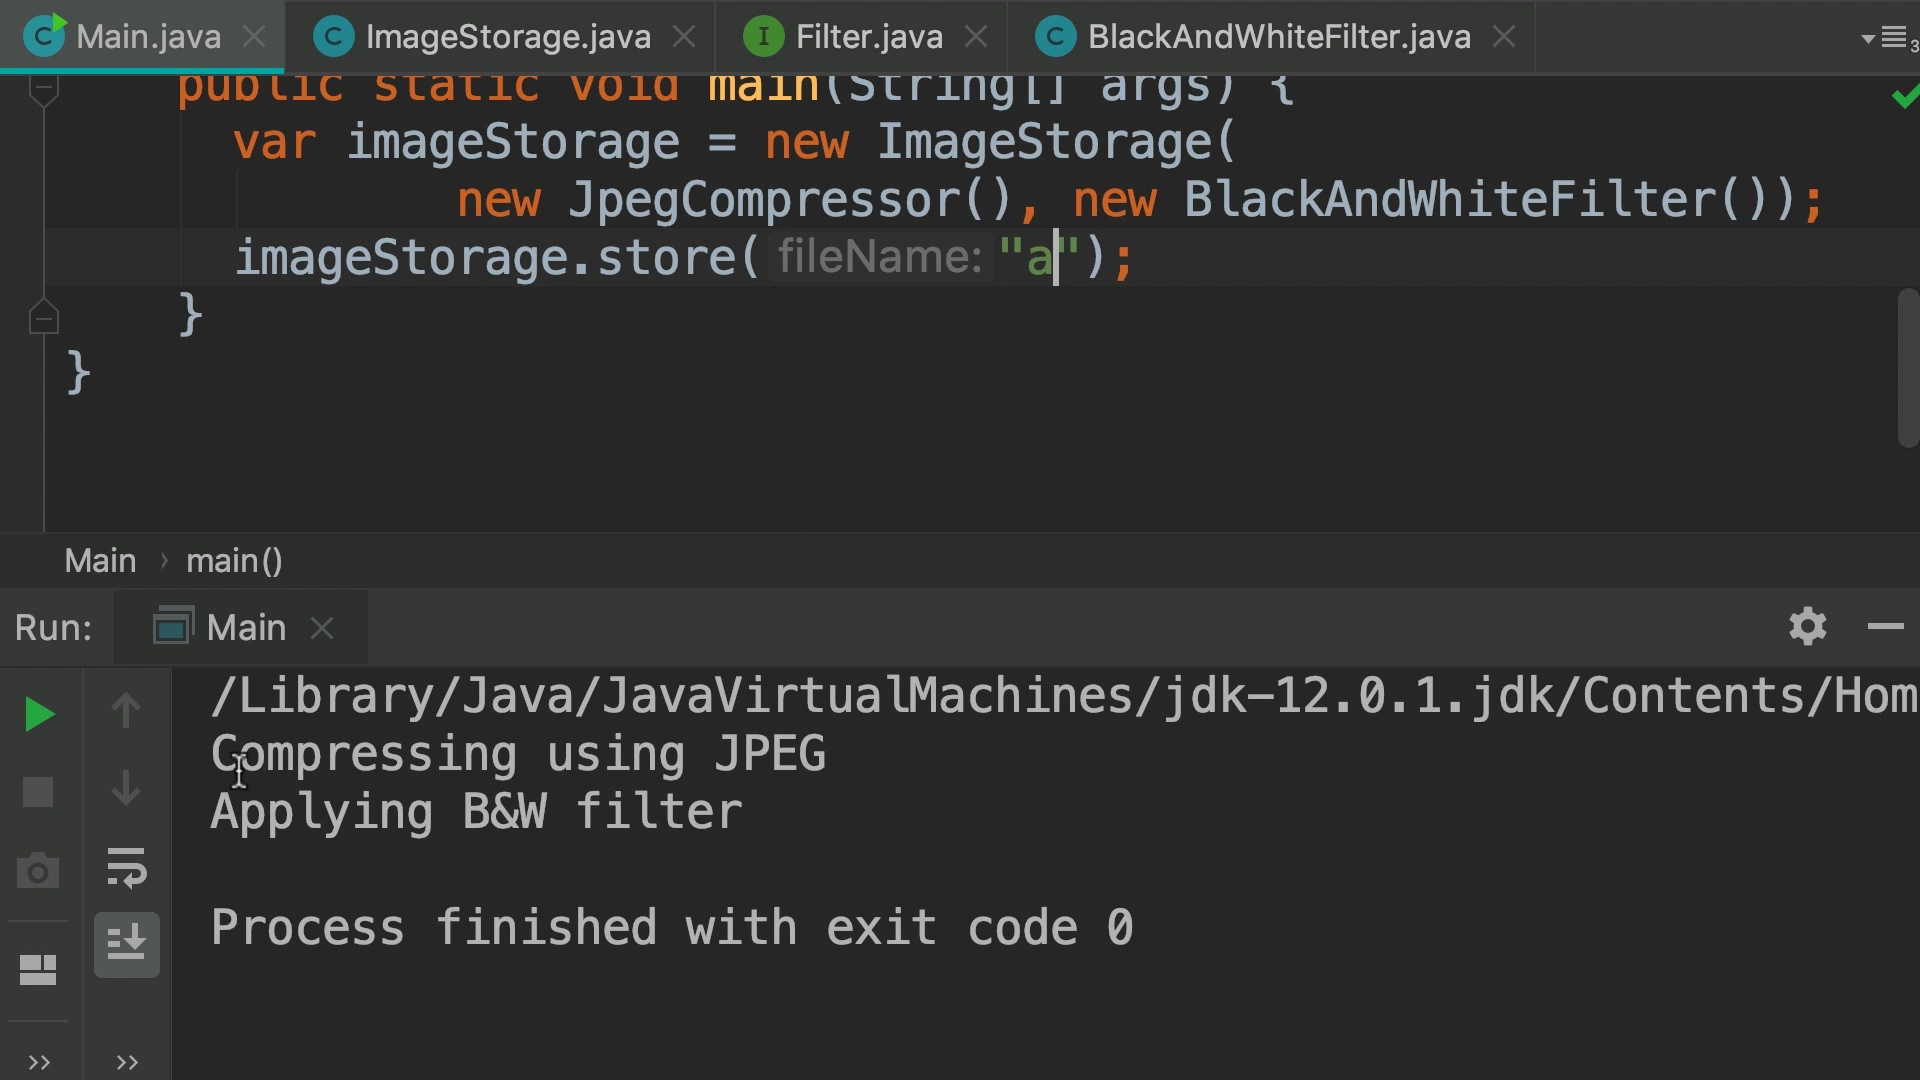 Main.java ImageStorage.java Filter.java BlackAndWhiteFilter.java 3
public static void main(String[] args) {
var imageStorage = new ImageStorage(
new JpegCompressor(), new BlackAndWhiteFilter());
imageStorage.store( fileName: "a");
}
}
Main › main()
Run: Main
/Library/Java/JavaVirtualMachines/jdk-12.0.1.jdk/Contents/Hom
Compressing using JPEG
Applying B&W filter
Process finished with exit code 0